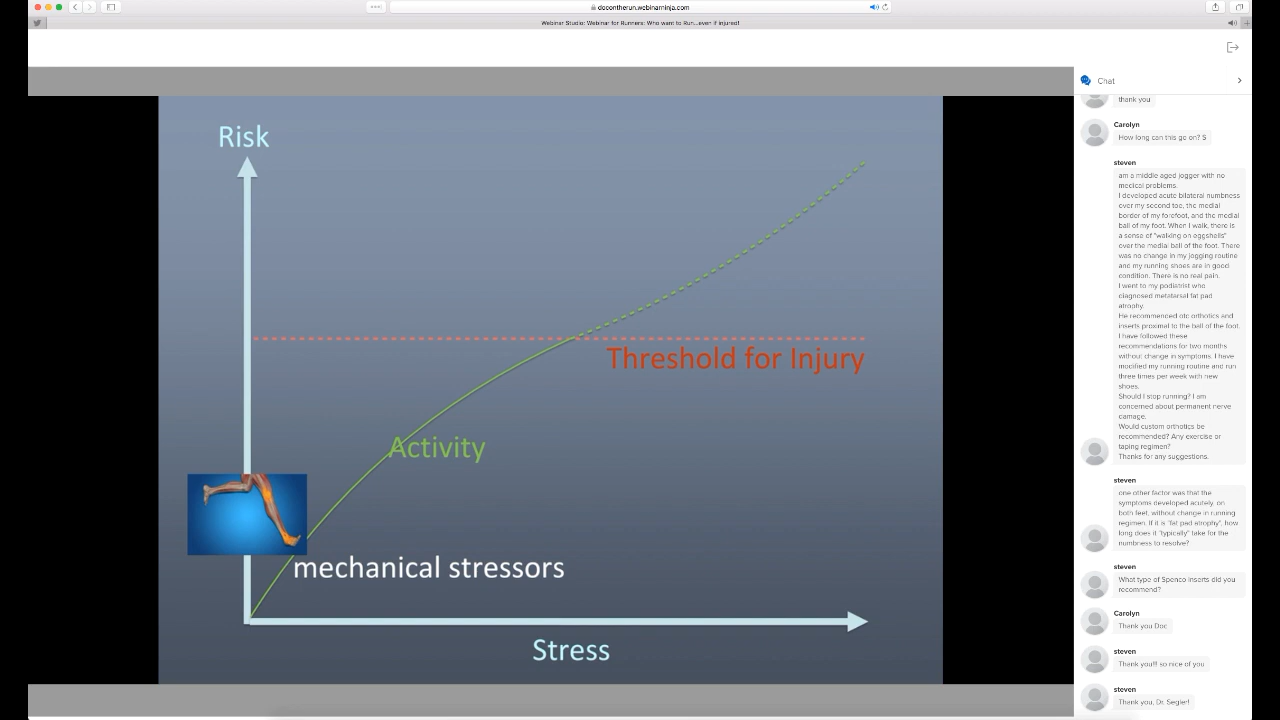 docontherun.webinarninja.com
Webinar Studio: Webinar for Runners: Who want to Run...even if injured!
Risk
Threshold for Injury
Activity
mechanical stressors
Stress
Chat
thank you
Carolyn
How long can this go on? S
steven
am a middle aged jogger with no
medical problems.
I developed acute bilateral numbness
over my second toe, the medial
border of my forefoot, and the medial
ball of my foot. When I walk, there is
a sense of "walking on eggshells"
over the medial ball of the foot. There
was no change in my jogging routine
and my running shoes are in good
condition. There is no real pain.
I went to my podiatrist who
diagnosed metatarsal fat pad
atrophy.
He recommended otc orthotics and
inserts proximal to the ball of the foot.
I have followed these
recommendations for two months
without change in symptoms. I have
modified my running routine and run
three times per week with new
shoes.
Should I stop running? I am
concerned about permanent nerve
damage.
Would custom orthotics be
recommended? Any exercise or
taping regimen?
Thanks for any suggestions.
steven
one other factor was that the
symptoms developed acutely, on
both feet, without change in running
regimen. If it is "fat pad atrophy", how
long does it "typically" take for the
numbness to resolve?
steven
What type of Spenco inserts did you
recommend?
Carolyn
Thank you Doc
steven
Thank you!!! so nice of you
steven
Thank you, Dr. Segler!